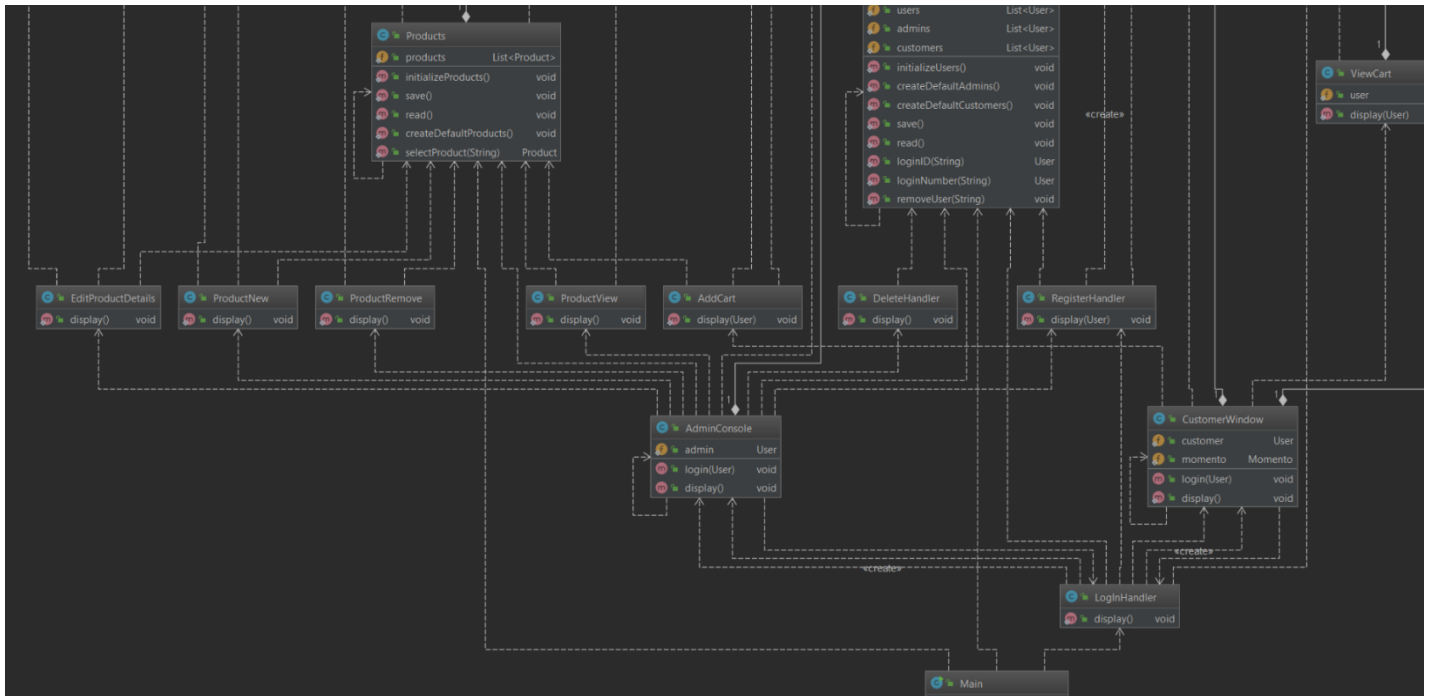 Products
products List<Product>
initializeProducts() void
save() void
read() void
createDefaultProducts() void
selectProduct(String) Product
users List<User>
admins List<User>
customers List<User>
initializeUsers() void
createDefaultAdmins() void
createDefaultCustomers() void
save() void
read() void
loginID(String) User
loginNumber(String) User
removeUser(String) void
«create»
ViewCart
user
display(User)
EditProductDetails
display() void
ProductNew
display() void
ProductRemove
display() void
ProductView
display() void
AddCart
display(User) void
DeleteHandler
display() void
RegisterHandler
display(User) void
1
1
1
1
AdminConsole
admin User
login(User) void
display() void
CustomerWindow
customer User
momento Momento
login(User) void
display() void
«create»
«create»
LogInHandler
display() void
Main